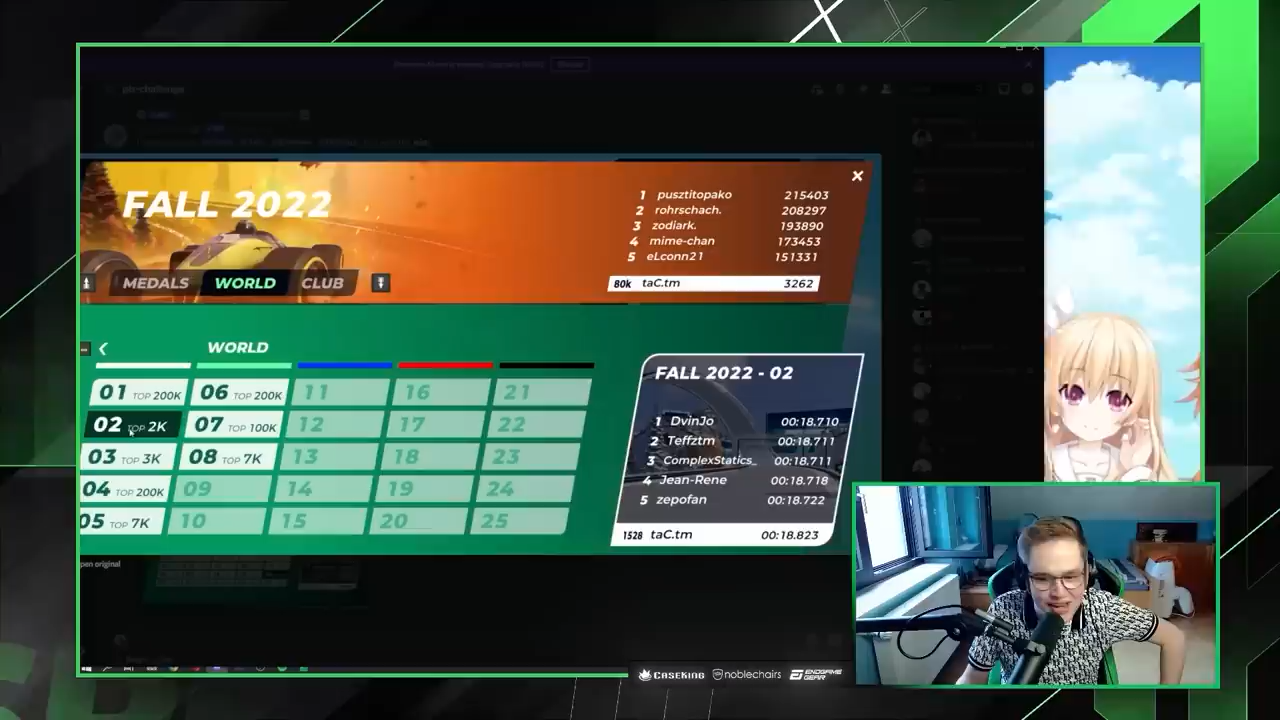 plz-challenge
FALL 2022
1 pusztitopako 215403
2 rohrschach. 208297
3 zodiark. 193890
4 mime-chan 173453
5 eLconn21 151331
80k taC.tm 3262
MEDALS WORLD CLUB
WORLD
01 TOP 200K 06 TOP 200K 11 16 21
02 TOP 2K 07 TOP 100K 12 17 22
03 TOP 3K 08 TOP 7K 13 18 23
04 TOP 200K 09 14 19 24
05 TOP 7K 10 15 20 25
FALL 2022 - 02
1 DvinJo 00:18.710
2 Teffztm 00:18.711
3 ComplexStatics_ 00:18.711
4 Jean-Rene 00:18.718
5 zepofan 00:18.722
1528 taC.tm 00:18.823
pen original
CASEKING noblechairs ENDGAME GEAR